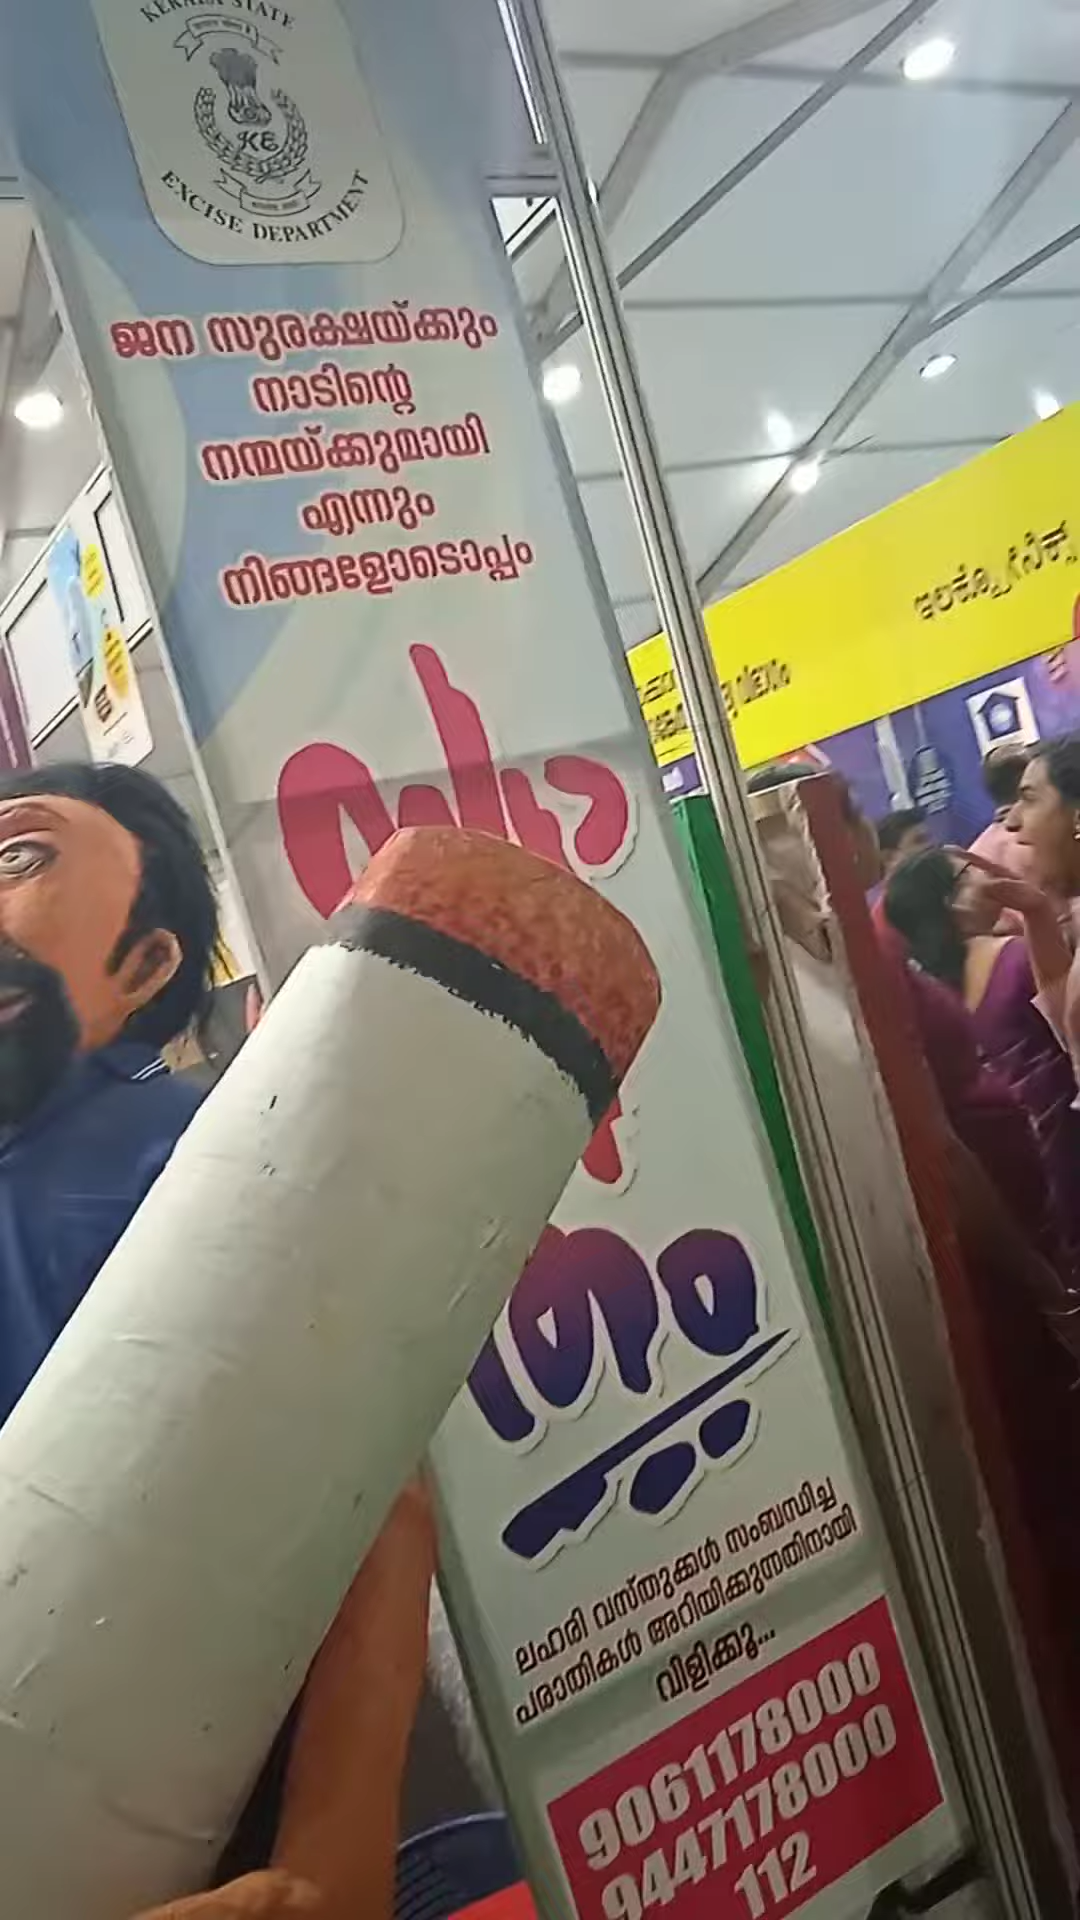 KERALA STATE
KE
EXCISE DEPARTMENT
ജന സുരക്ഷയ്ക്കും
നാടിന്റെ
നന്മയ്ക്കുമായി
എന്നും
നിങ്ങളോടൊപ്പം
ലഹരി വസ്തുക്കൾ സംബന്ധിച്ച
പരാതികൾ അറിയിക്കുന്നതിനായി
വിളിക്കൂ...
9061178000
9447178000
112